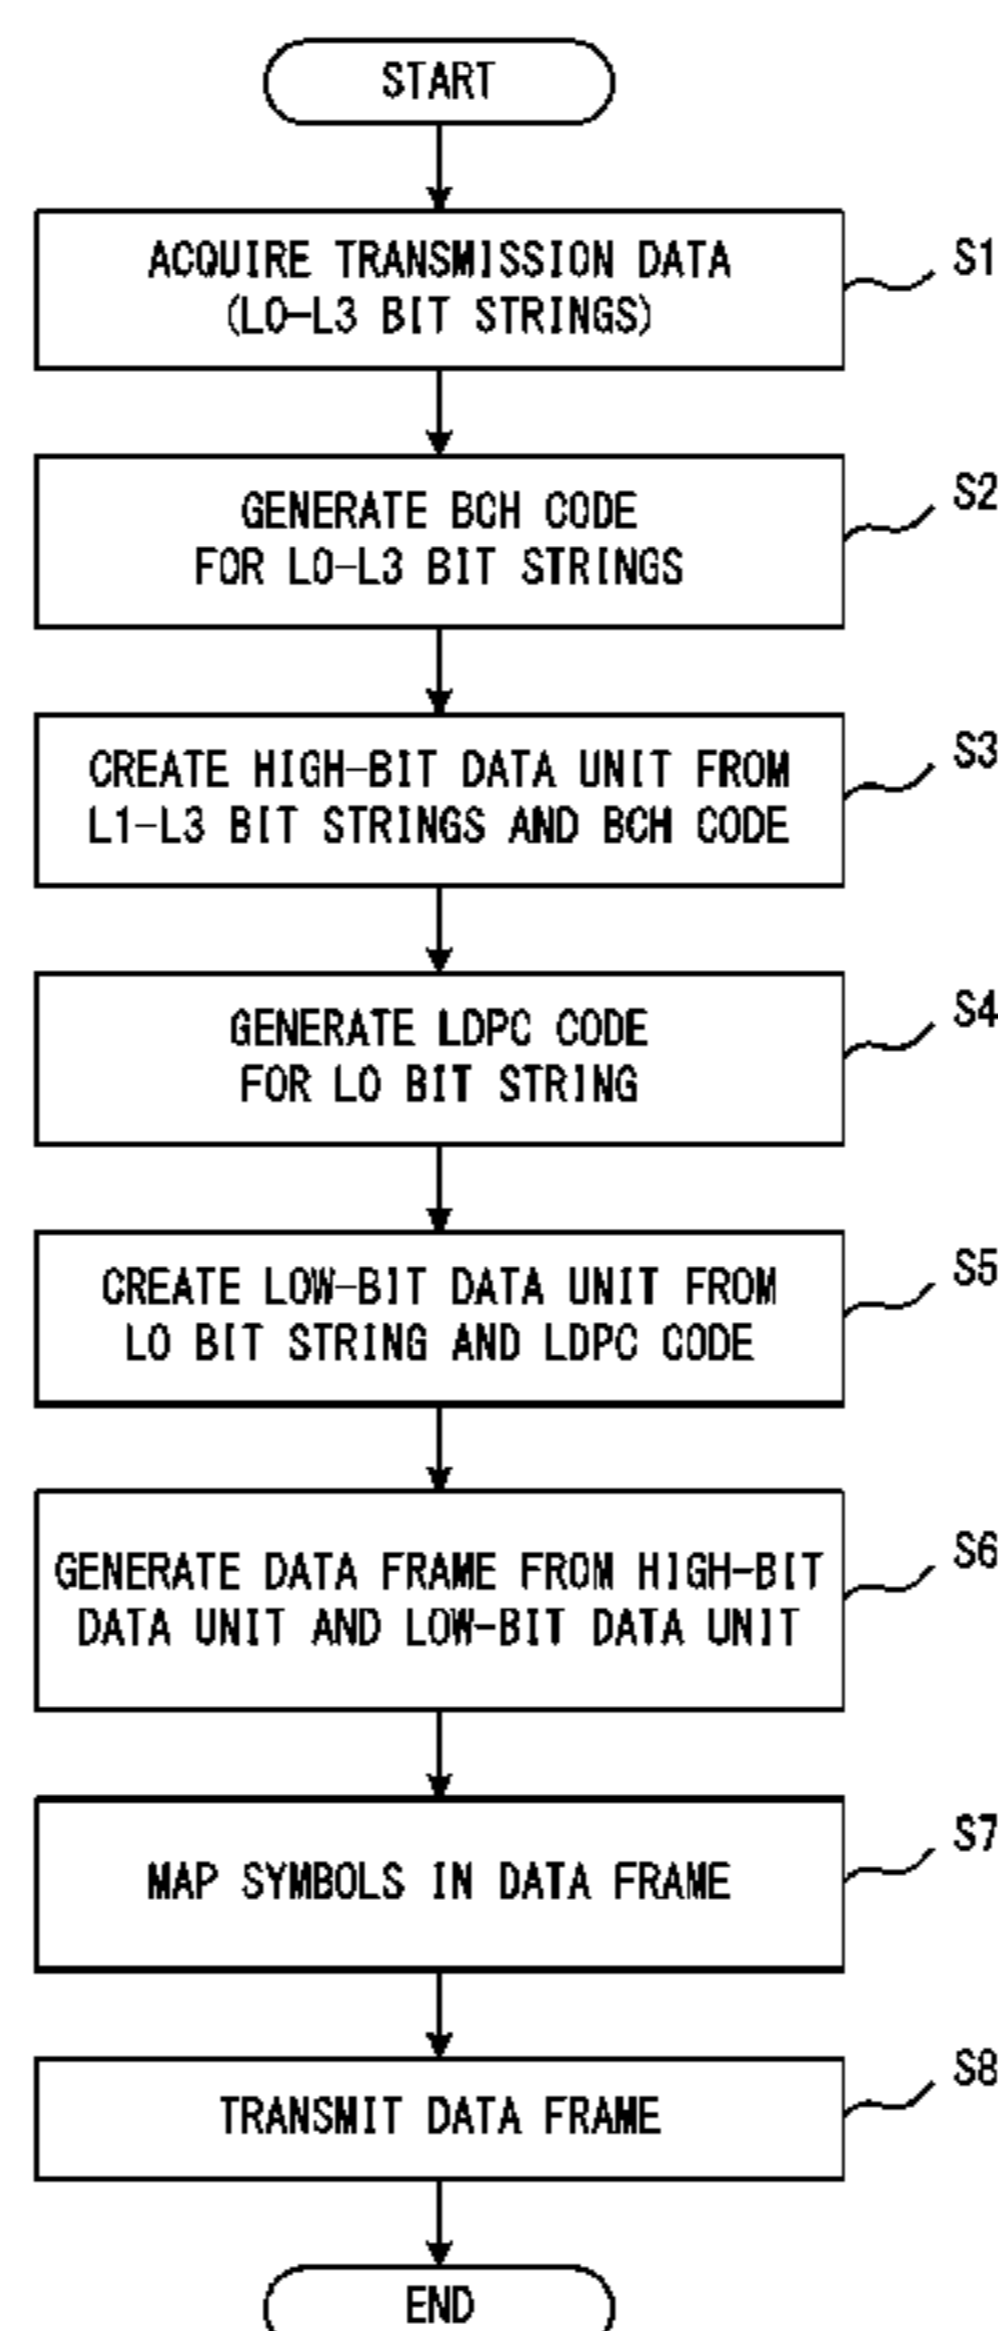 START
ACQUIRE TRANSMISSION DATA
(L0-L3 BIT STRINGS)
S1
GENERATE BCH CODE
FOR L0-L3 BIT STRINGS
S2
CREATE HIGH-BIT DATA UNIT FROM
L1-L3 BIT STRINGS AND BCH CODE
S3
GENERATE LDPC CODE
FOR L0 BIT STRING
S4
CREATE LOW-BIT DATA UNIT FROM
L0 BIT STRING AND LDPC CODE
S5
GENERATE DATA FRAME FROM HIGH-BIT
DATA UNIT AND LOW-BIT DATA UNIT
S6
MAP SYMBOLS IN DATA FRAME
S7
TRANSMIT DATA FRAME
S8
END